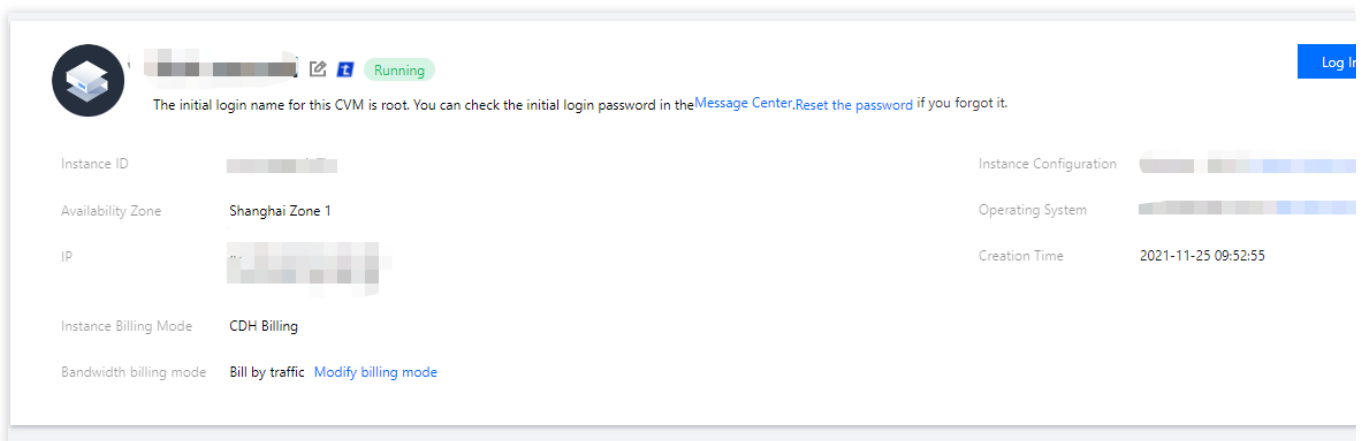 Running
Log In
The initial login name for this CVM is root. You can check the initial login password in the Message Center.Reset the password if you forgot it.
Instance ID
Instance Configuration
Availability Zone
Shanghai Zone 1
Operating System
IP
Creation Time
2021-11-25 09:52:55
Instance Billing Mode
CDH Billing
Bandwidth billing mode
Bill by traffic Modify billing mode